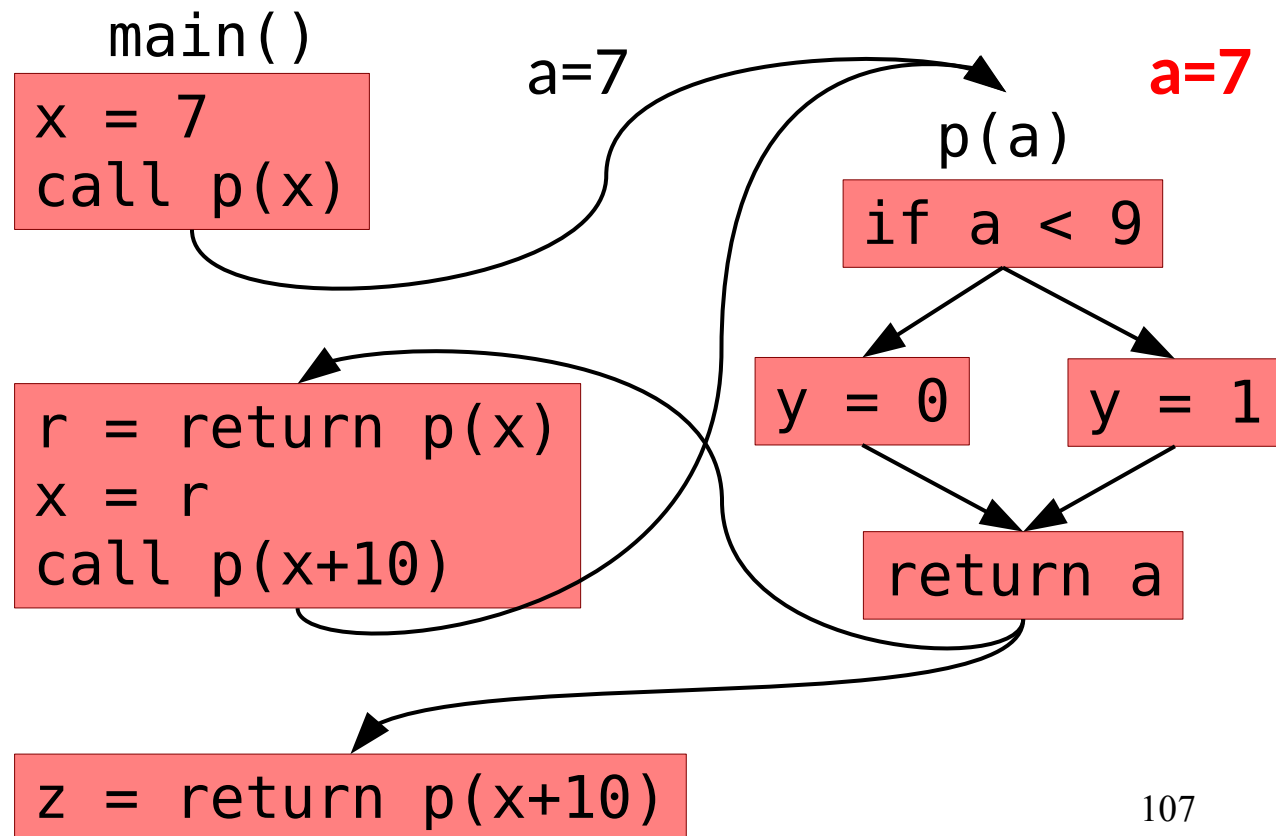 main()
x = 7
call p(x)
a=7
a=7
p(a)
if a < 9
y = 0
y = 1
return a
r = return p(x)
x = r
call p(x+10)
z = return p(x+10)
107